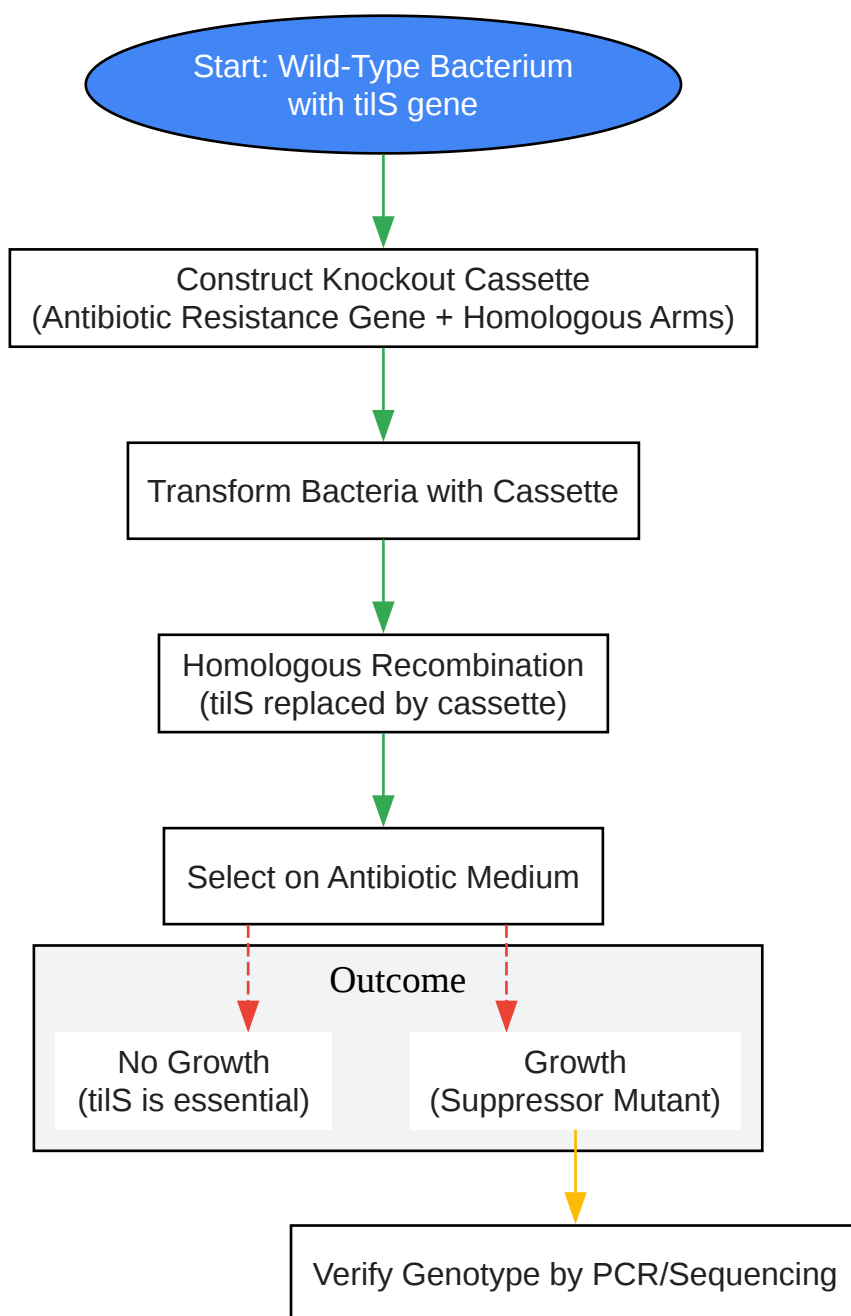 Start: Wild-Type Bacterium
with tilS gene
Construct Knockout Cassette
(Antibiotic Resistance Gene + Homologous Arms)
Transform Bacteria with Cassette
Homologous Recombination
(tilS replaced by cassette)
Select on Antibiotic Medium
Outcome
No Growth
(tilS is essential)
Growth
(Suppressor Mutant)
Verify Genotype by PCR/Sequencing